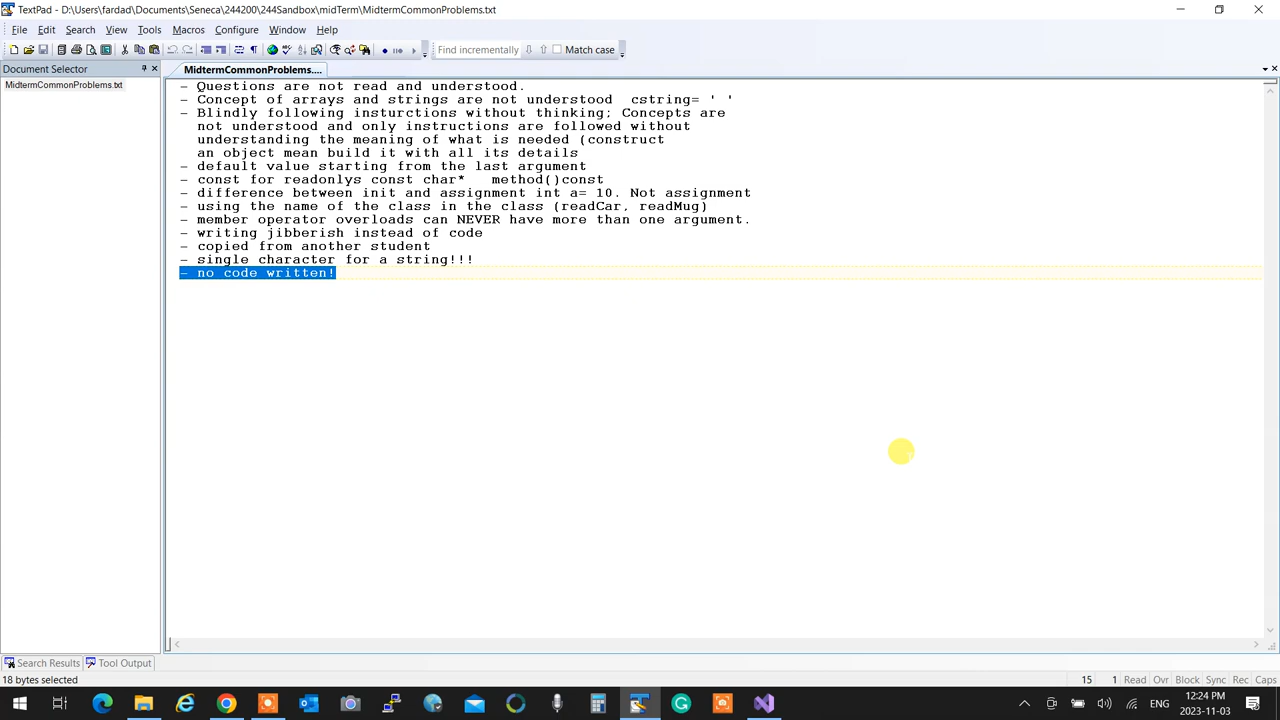 TextPad - D:\Users\fardad\Documents\Seneca\244200\244Sandbox\midTerm\MidtermCommonProblems.txt
File Edit Search View Tools Macros Configure Window Help
Find incrementally Match case
Document Selector
MidtermCommonProblems....
MidtermCommonProblems.txt
- Questions are not read and understood.
- Concept of arrays and strings are not understood  cstring= ' '
- Blindly following insturctions without thinking; Concepts are
not understood and only instructions are followed without
understanding the meaning of what is needed (construct
an object mean build it with all its details
- default value starting from the last argument
- const for readonlys const char*   method()const
- difference between init and assignment int a= 10. Not assignment
- using the name of the class in the class (readCar, readMug)
- member operator overloads can NEVER have more than one argument.
- writing jibberish instead of code
- copied from another student
- single character for a string!!!
- no code written!
Search Results Tool Output
18 bytes selected 15 1 Read Ovr Block Sync Rec Caps
12:24 PM
ENG
2023-11-03